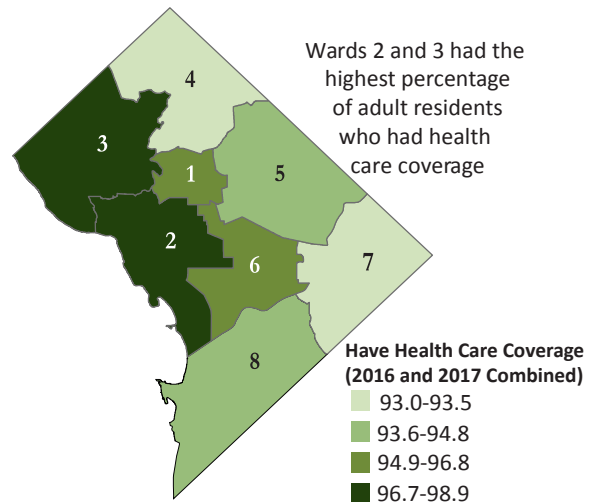 Wards 2 and 3 had the
highest percentage
of adult residents
who had health
care coverage
4
3
1
5
2
6
7
8
Have Health Care Coverage
(2016 and 2017 Combined)
93.0-93.5
93.6-94.8
94.9-96.8
96.7-98.9